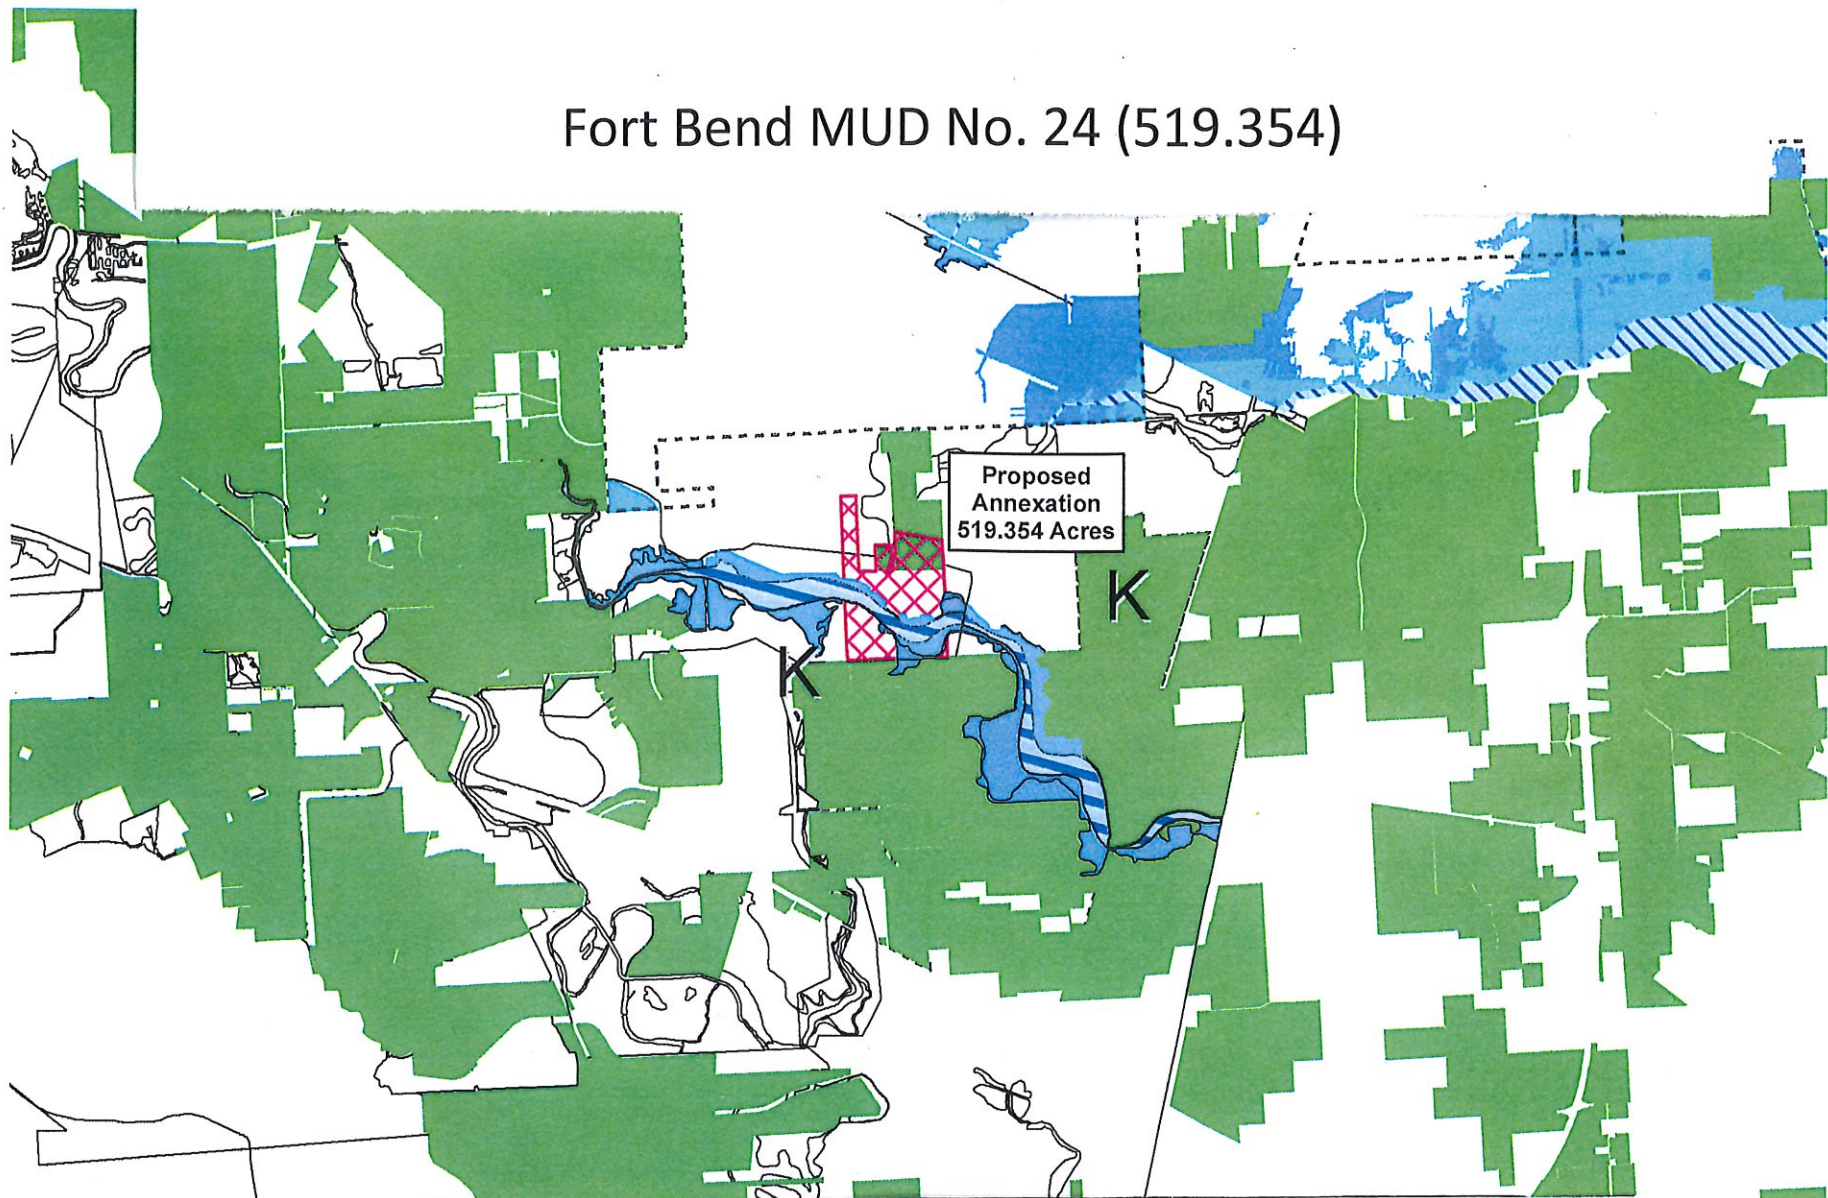 Fort Bend MUD No. 24 (519.354)
Proposed
Annexation
519.354 Acres
K
K